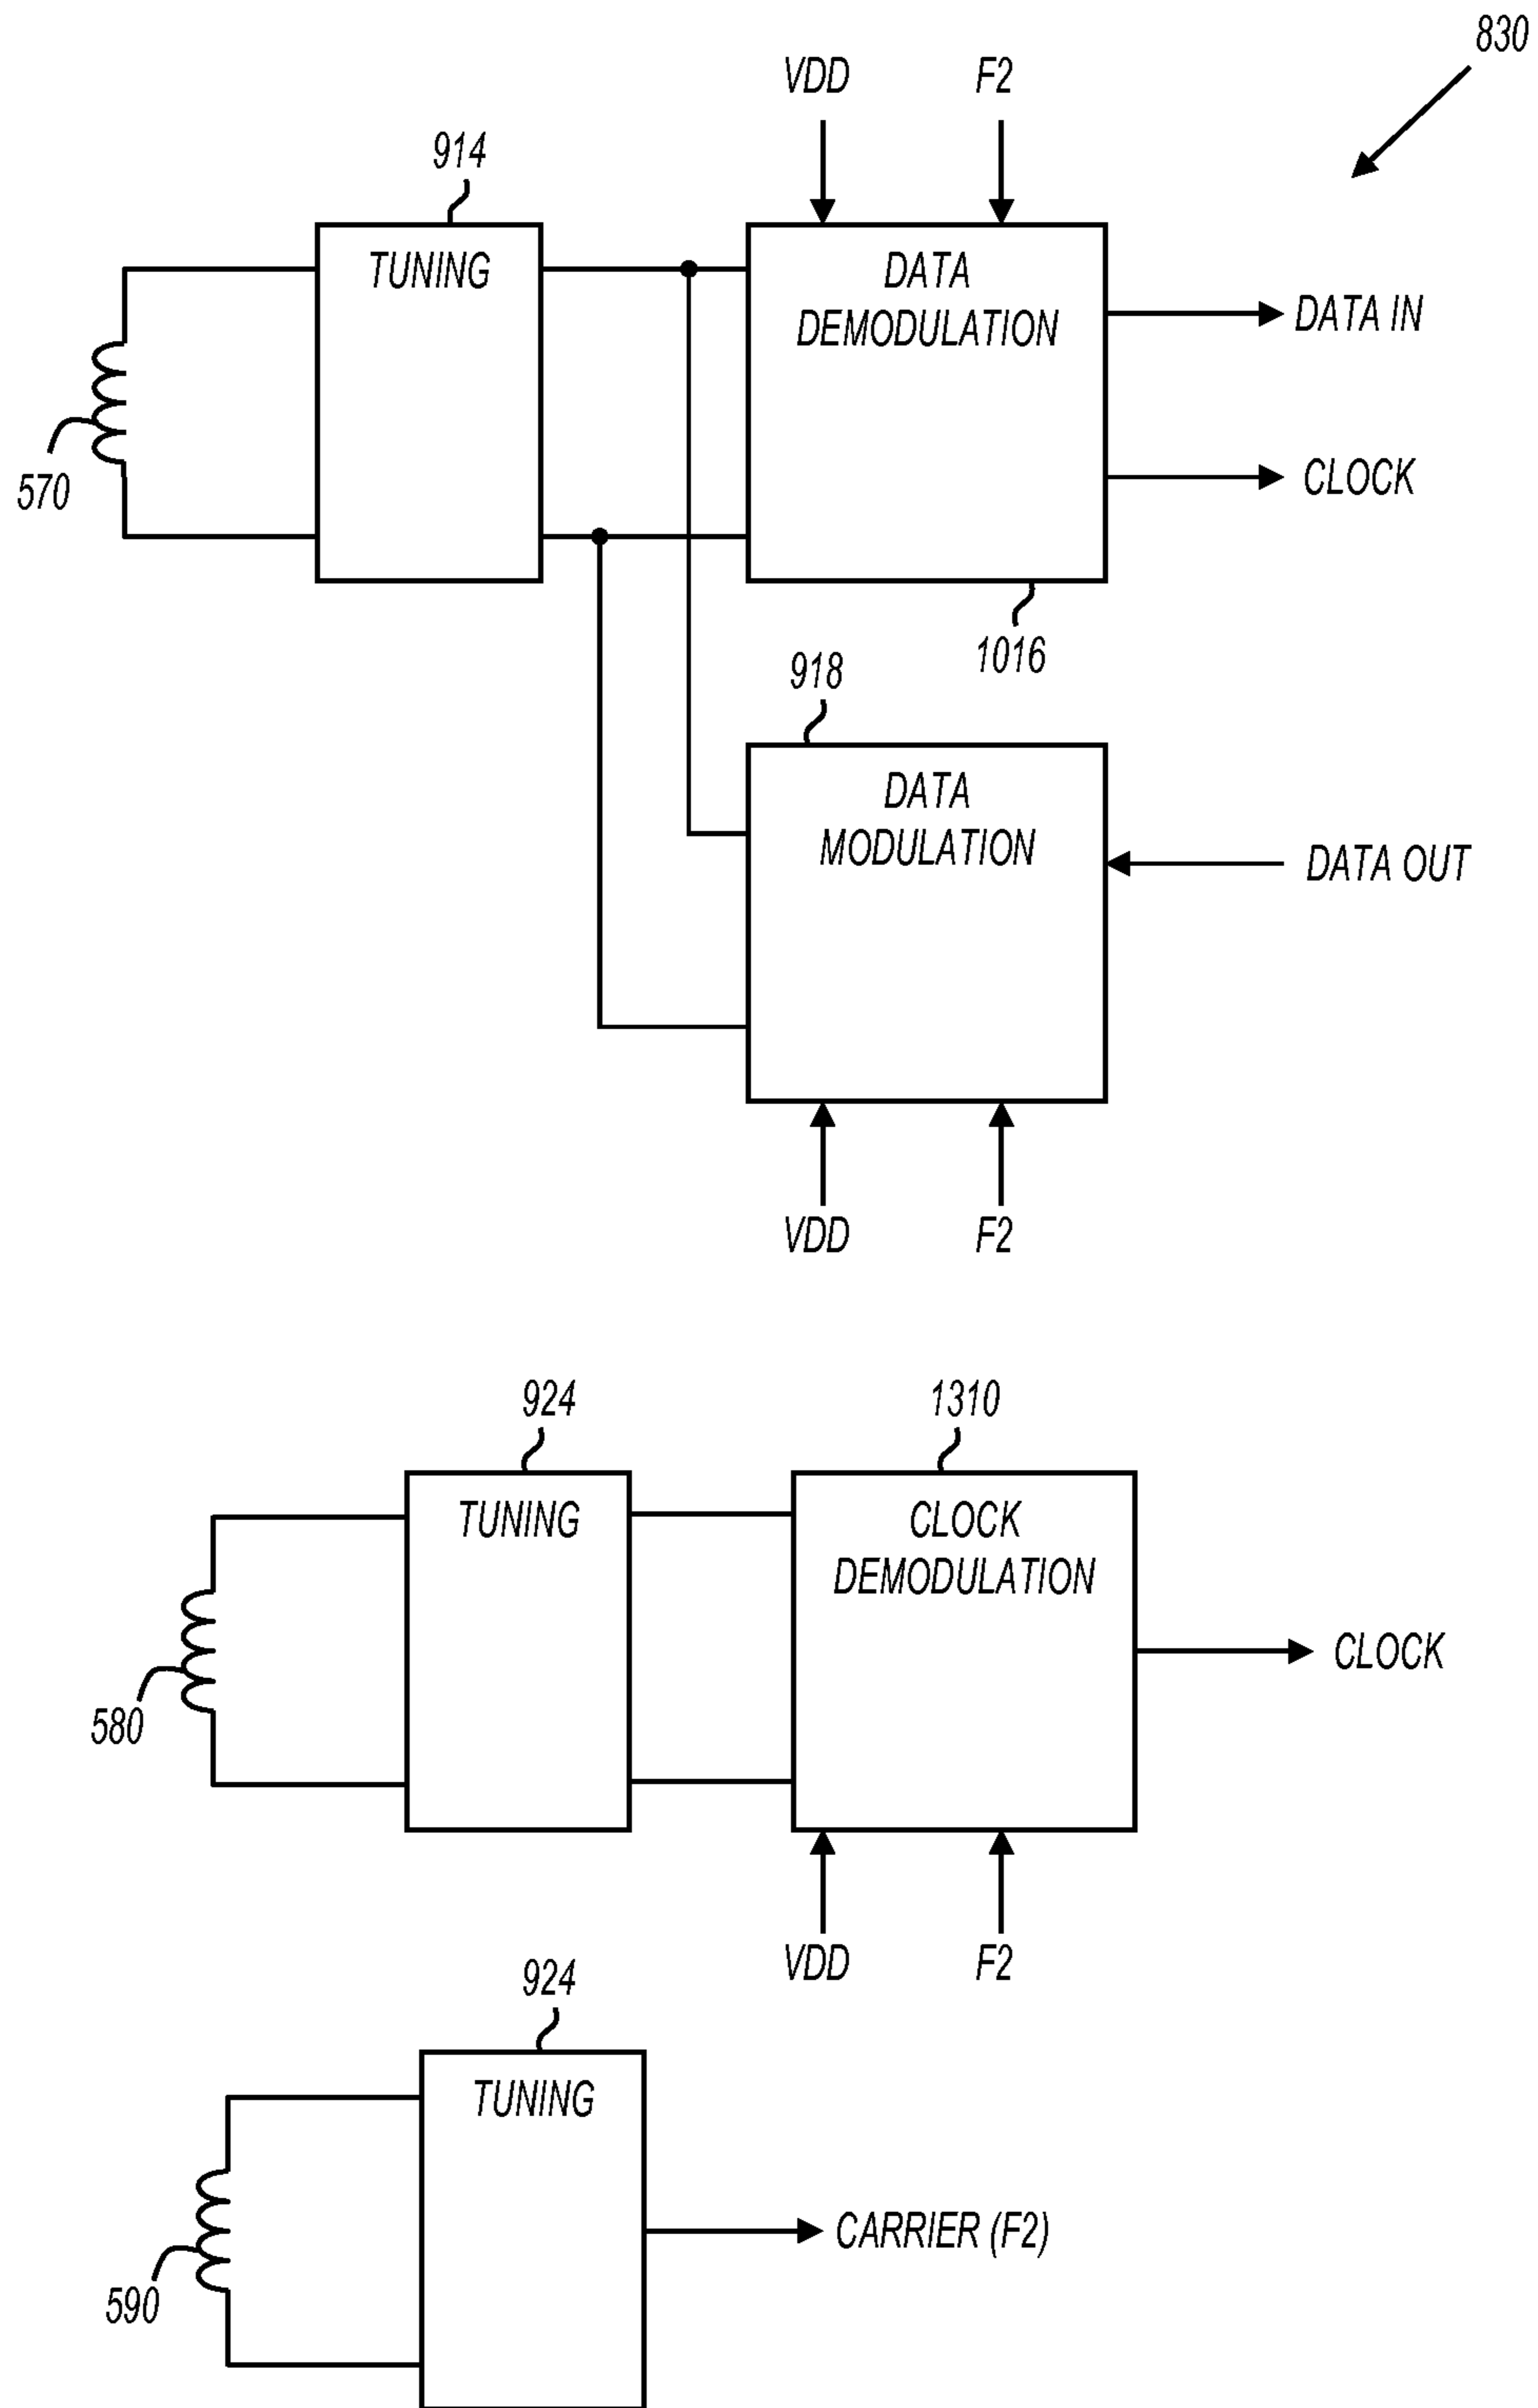 830
VDD
F2
914
TUNING
DATA
DEMODULATION
DATA IN
CLOCK
570
1016
918
DATA
MODULATION
DATA OUT
VDD
F2
924
1310
TUNING
CLOCK
DEMODULATION
CLOCK
580
VDD
F2
924
TUNING
CARRIER (F2)
590